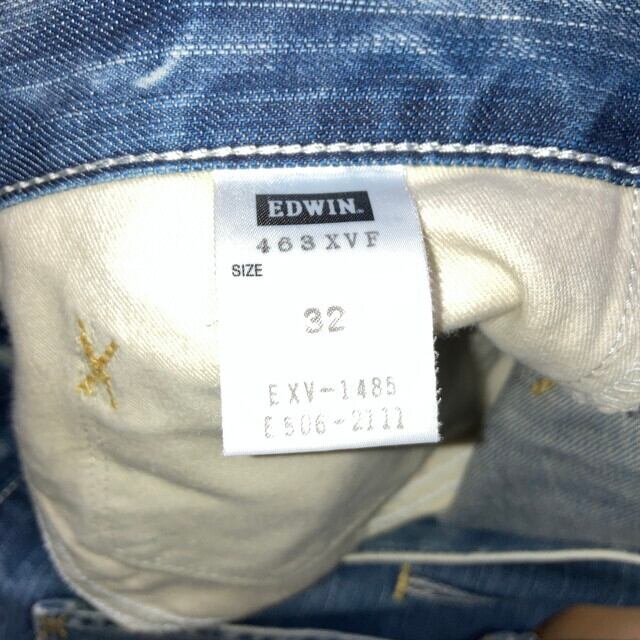 EDWIN.
463XVF
SIZE
32
EXV-1485
E506-2111